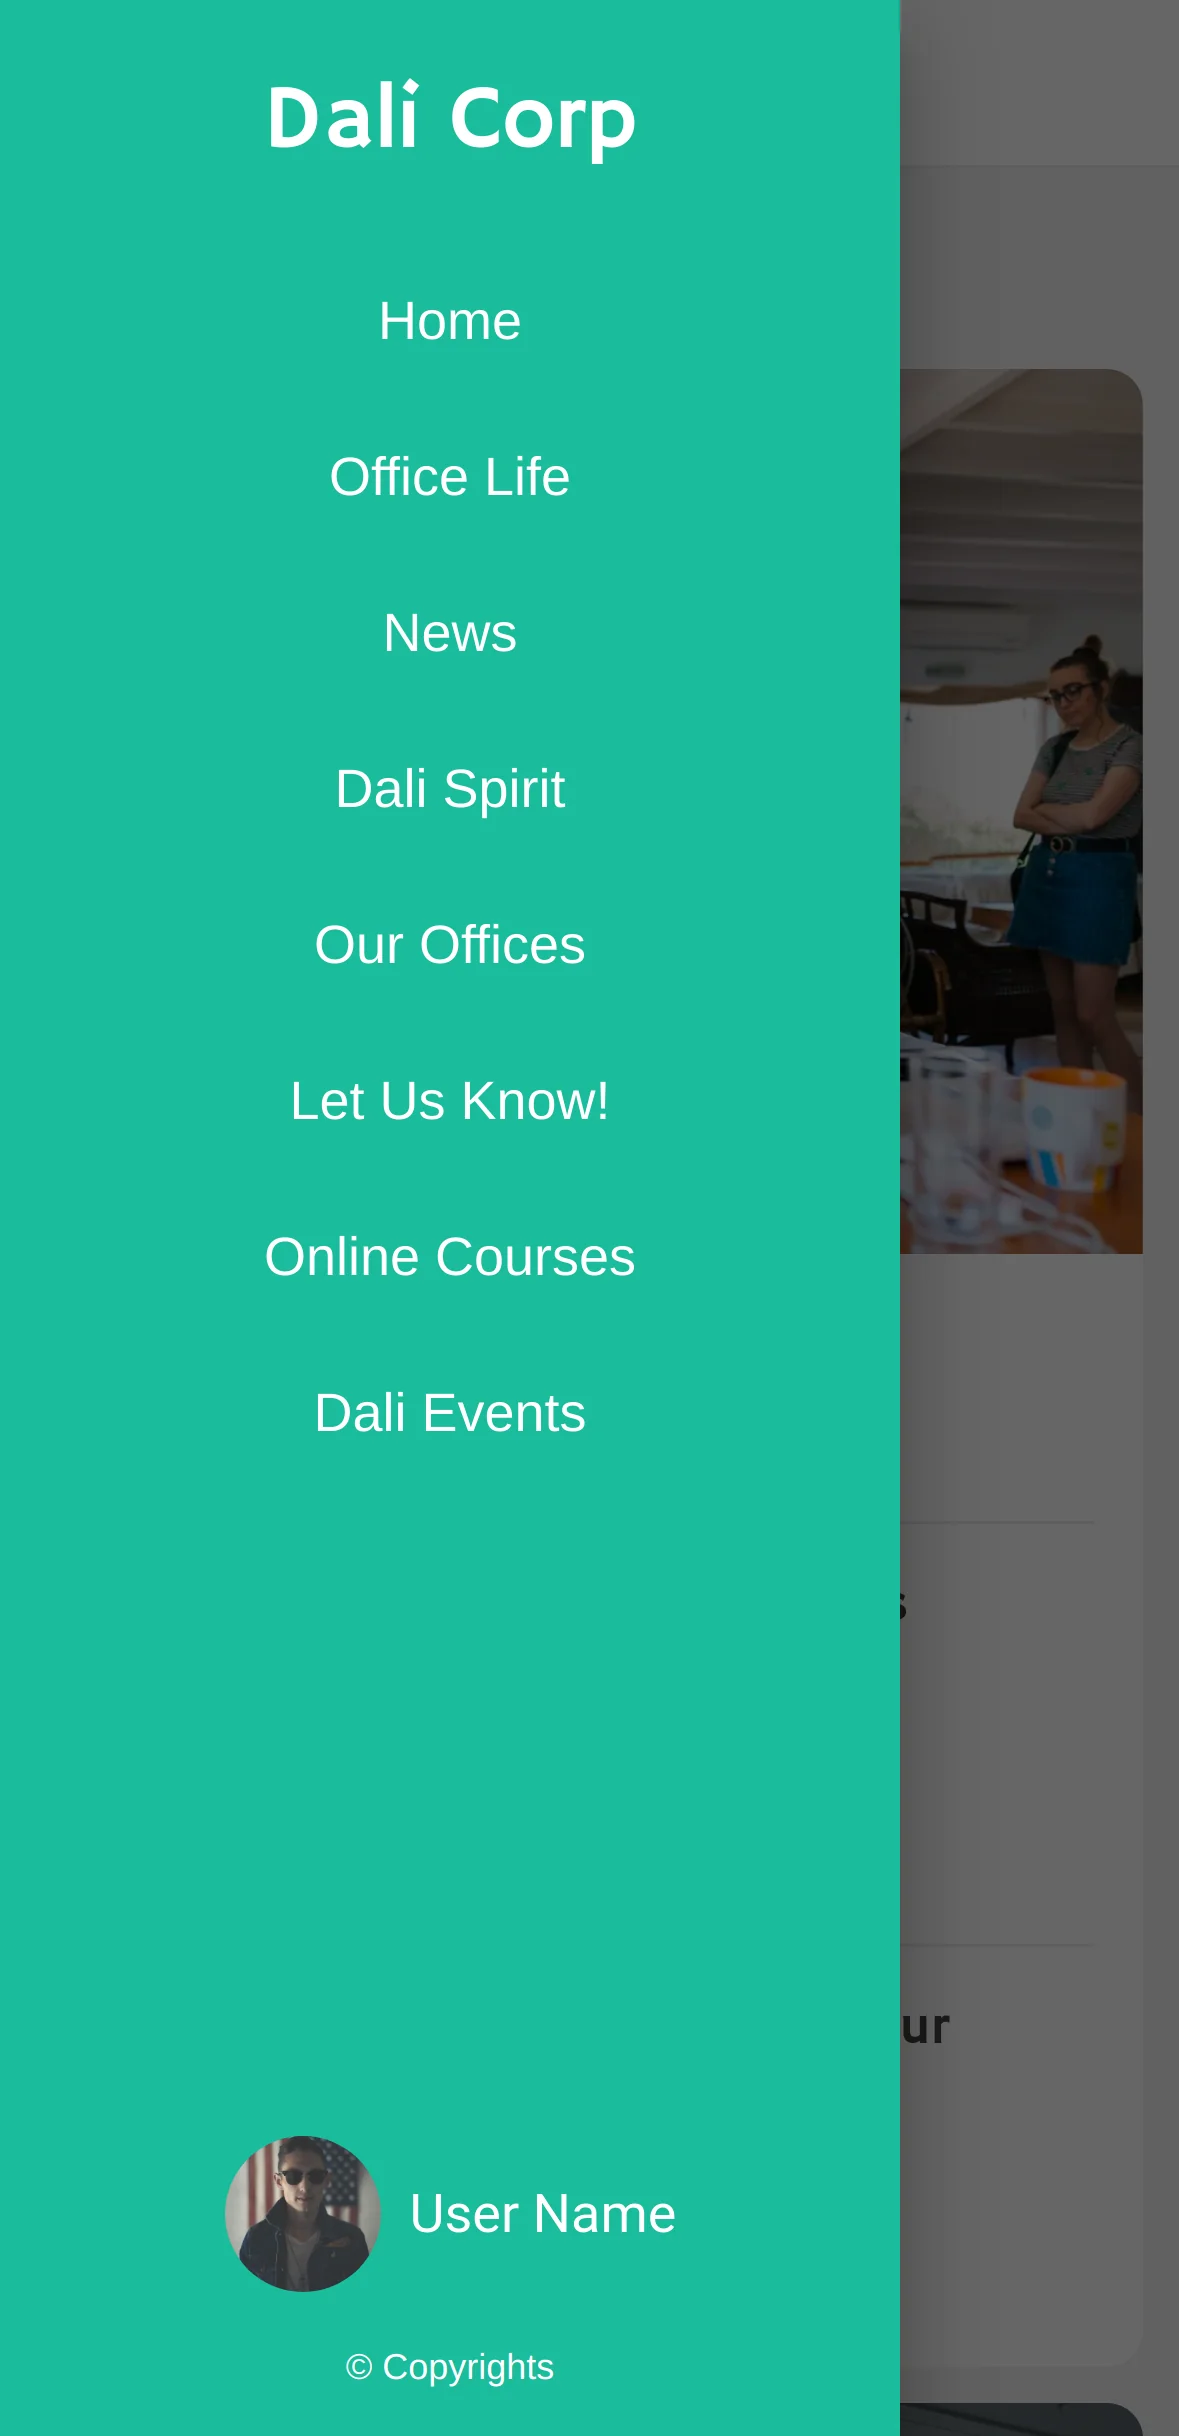 Dali Corp
Home
Office Life
News
Dali Spirit
Our Offices
Let Us Know!
Online Courses
Dali Events
User Name
© Copyrights